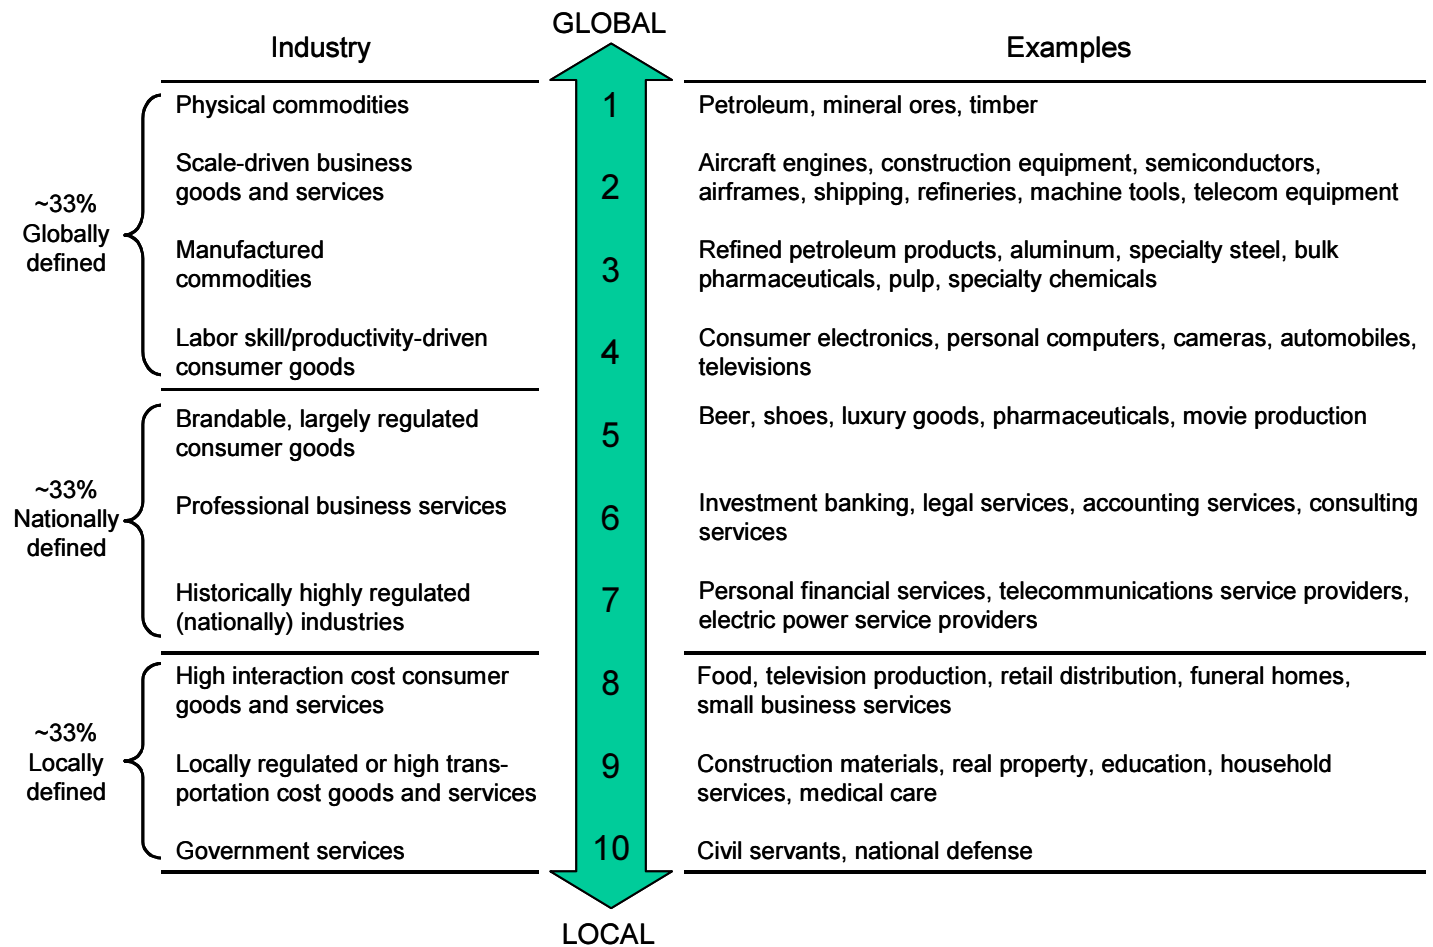 GLOBAL
Industry
Examples
~33%
Globally
defined
Physical commodities
1
Petroleum, mineral ores, timber
Scale-driven business
goods and services
2
Aircraft engines, construction equipment, semiconductors,
airframes, shipping, refineries, machine tools, telecom equipment
Manufactured
commodities
3
Refined petroleum products, aluminum, specialty steel, bulk
pharmaceuticals, pulp, specialty chemicals
Labor skill/productivity-driven
consumer goods
4
Consumer electronics, personal computers, cameras, automobiles,
televisions
~33%
Nationally
defined
Brandable, largely regulated
consumer goods
5
Beer, shoes, luxury goods, pharmaceuticals, movie production
Professional business services
6
Investment banking, legal services, accounting services, consulting
services
Historically highly regulated
(nationally) industries
7
Personal financial services, telecommunications service providers,
electric power service providers
~33%
Locally
defined
High interaction cost consumer
goods and services
8
Food, television production, retail distribution, funeral homes,
small business services
Locally regulated or high trans-
portation cost goods and services
9
Construction materials, real property, education, household
services, medical care
Government services
10
Civil servants, national defense
LOCAL